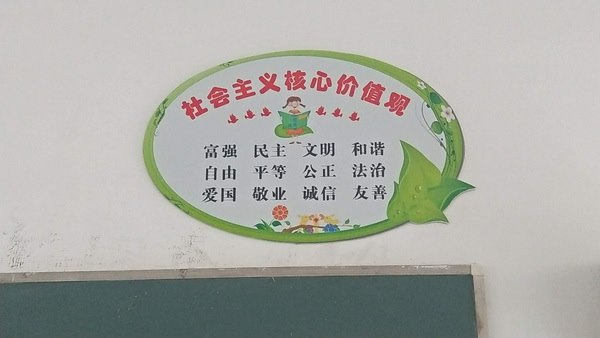 社会主义核心价值观
富强 民主 文明 和谐
自由 平等 公正 法治
爱国 敬业 诚信 友善